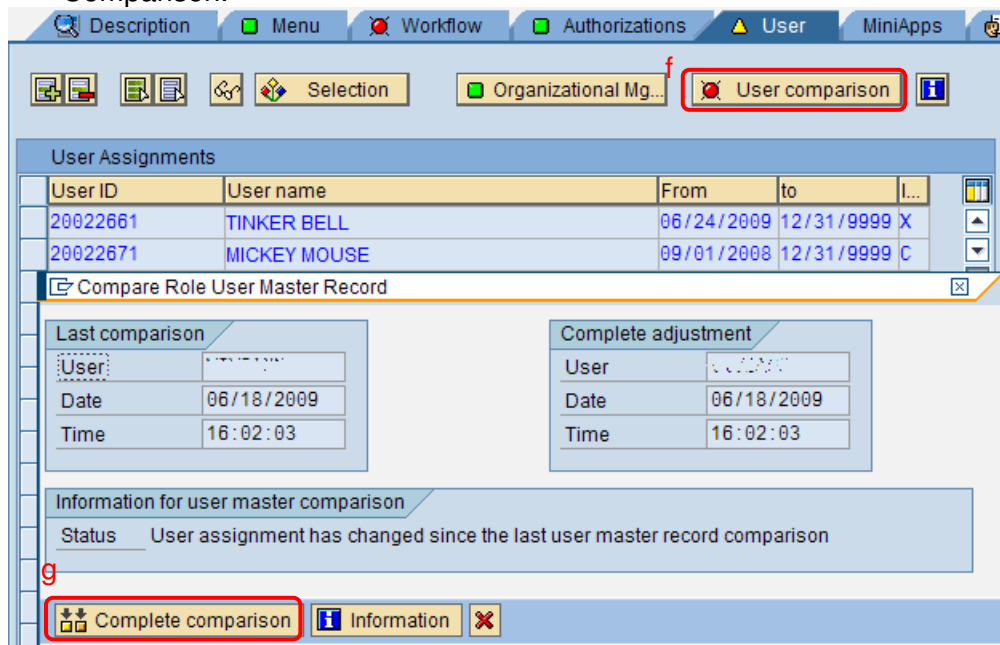 Comparison.
Description Menu Workflow Authorizations User MiniApps
f
Selection Organizational Mg... User comparison
User Assignments
User ID User name From to I...
20022661 TINKER BELL 06/24/2009 12/31/9999 X
20022671 MICKEY MOUSE 09/01/2008 12/31/9999 C
Compare Role User Master Record
Last comparison Complete adjustment
User User
Date 06/18/2009 Date 06/18/2009
Time 16:02:03 Time 16:02:03
Information for user master comparison
Status User assignment has changed since the last user master record comparison
g
Complete comparison Information